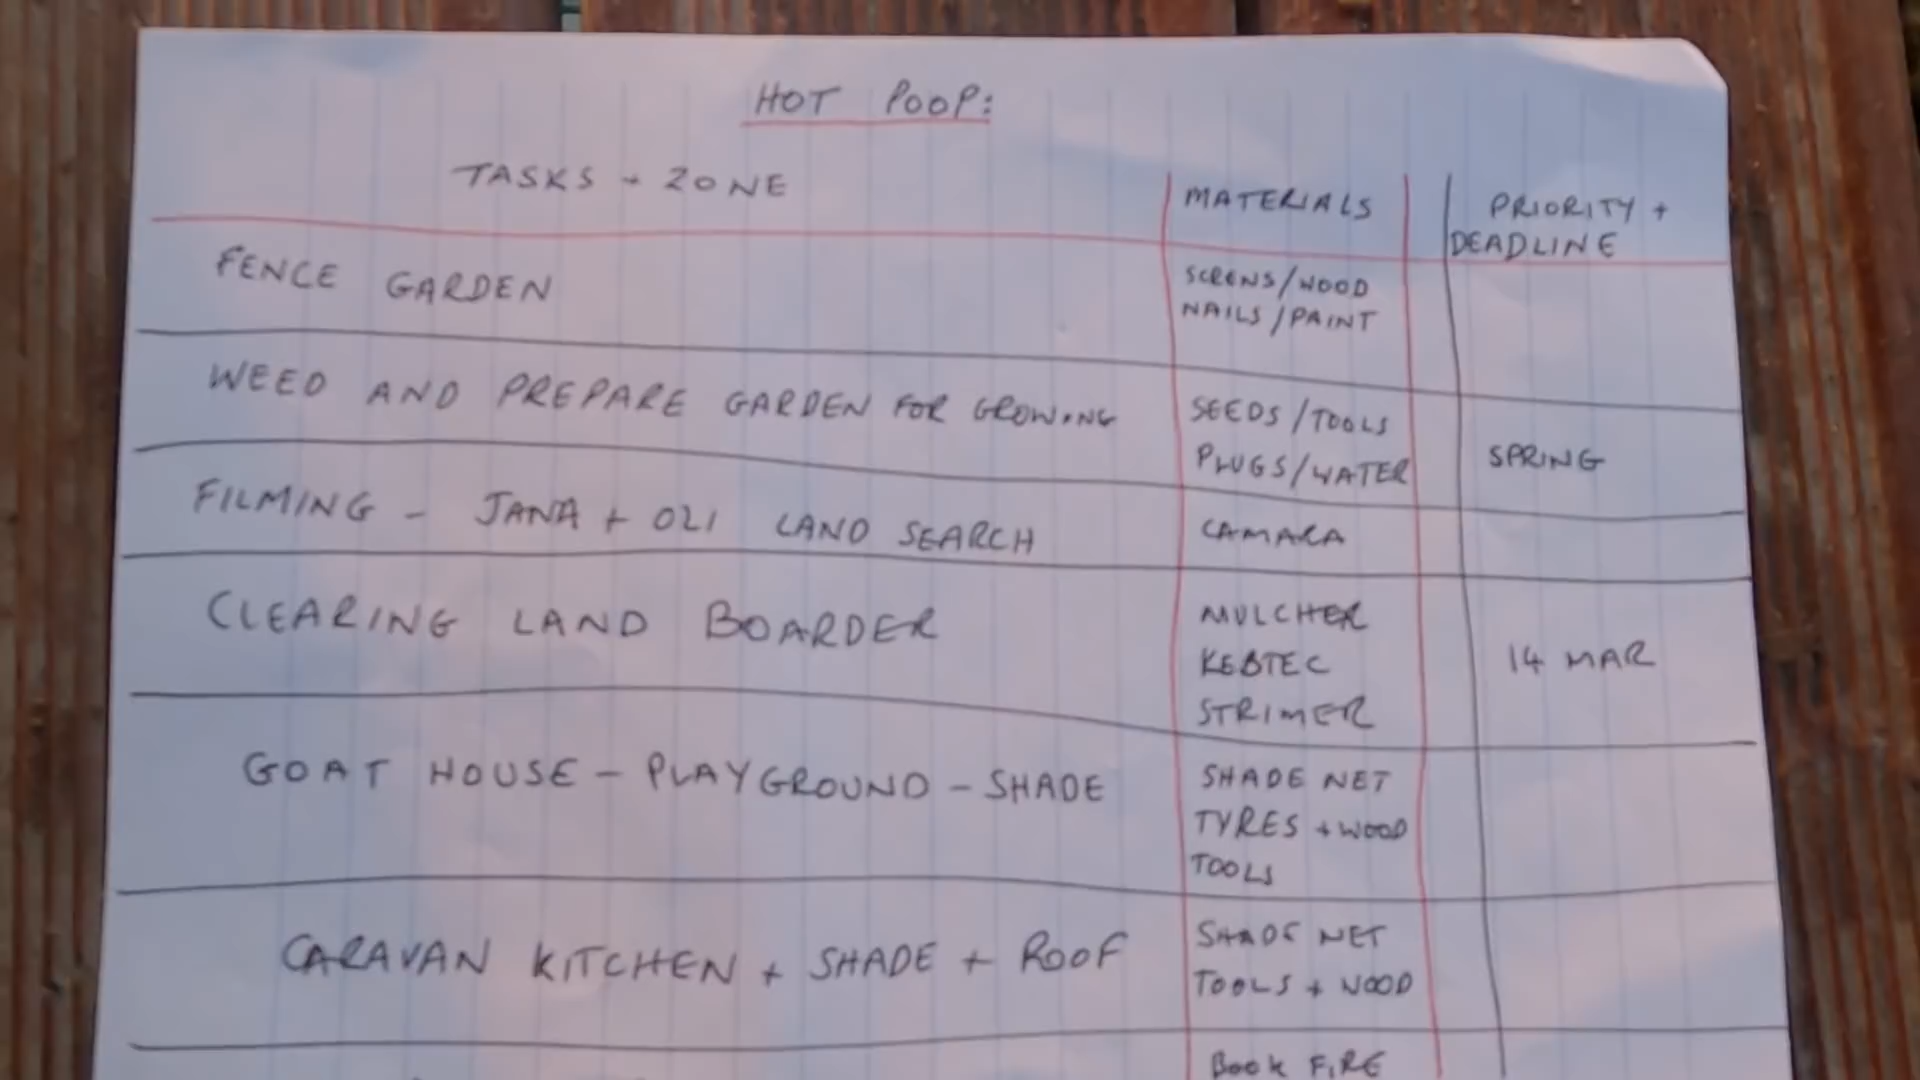 HOT POOP:
TASKS + ZONE
MATERIALS
PRIORITY +
DEADLINE
FENCE GARDEN
SCREWS/WOOD
NAILS/PAINT
WEED AND PREPARE GARDEN FOR GROWING
SEEDS/TOOLS
PLUGS/WATER
SPRING
FILMING - JANA + OZI LAND SEARCH
CAMARA
CLEARING LAND BOARDER
MULCHER
KEBTEC
STRIMER
14 MAR
GOAT HOUSE - PLAYGROUND - SHADE
SHADE NET
TYRES + WOOD
TOOLS
CARAVAN KITCHEN + SHADE + ROOF
SHADE NET
TOOLS + WOOD
BOOK FIRE